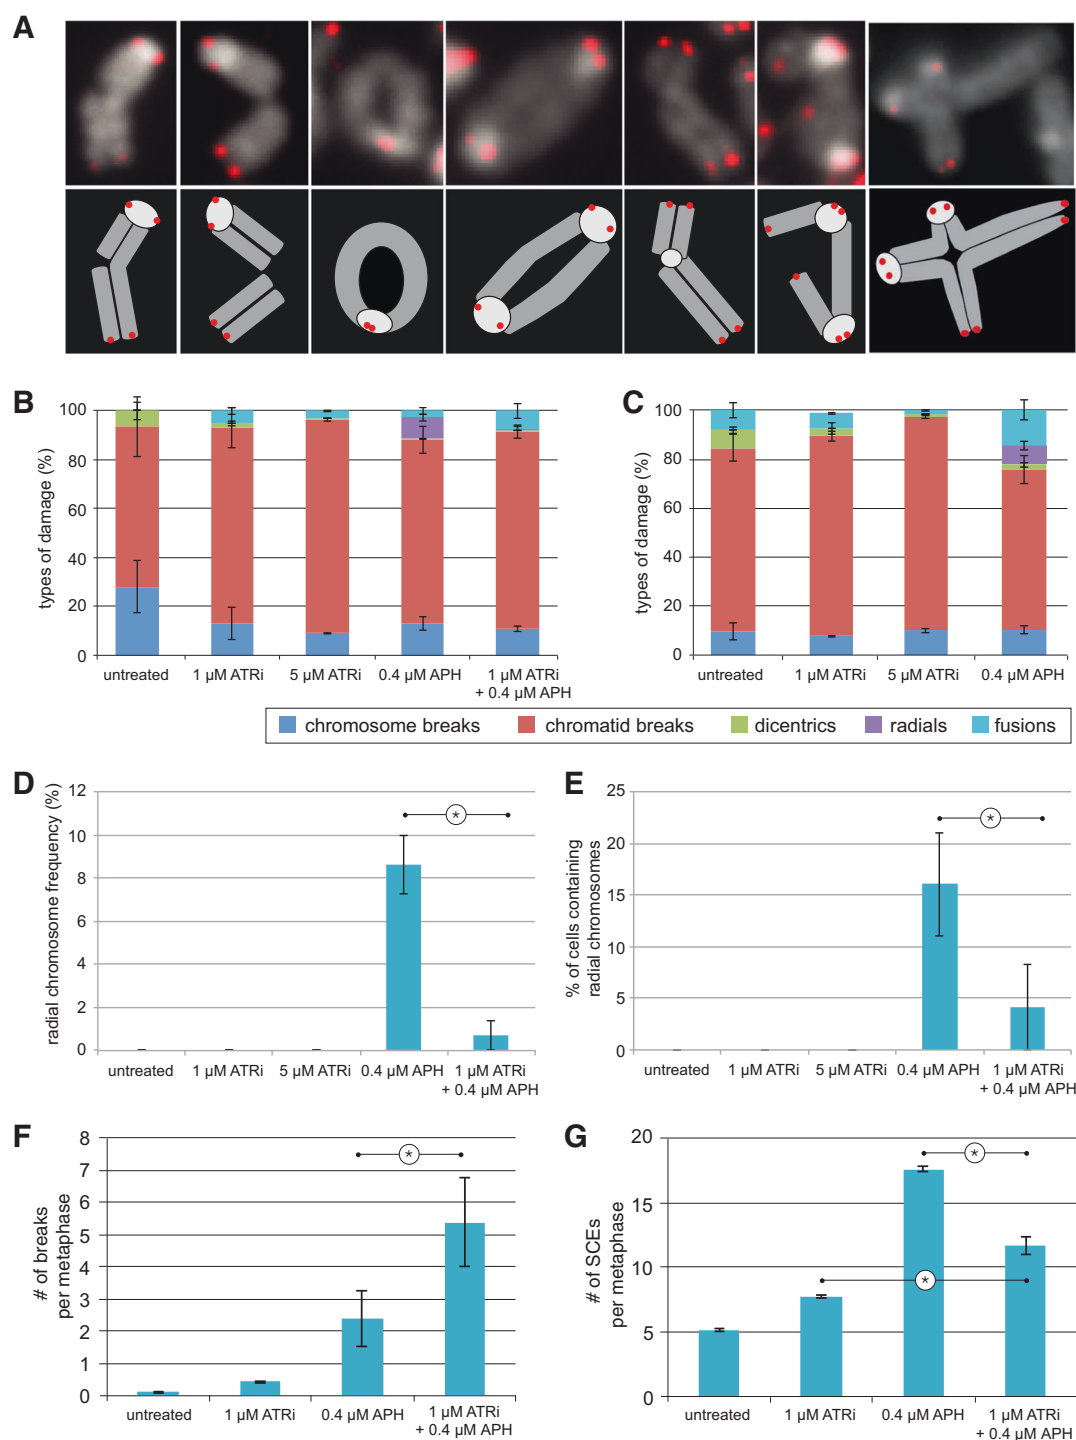 A
B
types of damage (%)
100
80
60
40
20
0
untreated
1 µM ATRi
5 µM ATRi
0.4 µM APH
1 µM ATRi
+ 0.4 µM APH
C
types of damage (%)
100
80
60
40
20
0
untreated
1 µM ATRi
5 µM ATRi
0.4 µM APH
chromosome breaks
chromatid breaks
dicentrics
radials
fusions
D
radial chromosome frequency (%)
12
10
8
6
4
2
0
*
untreated
1 µM ATRi
5 µM ATRi
0.4 µM APH
1 µM ATRi
+ 0.4 µM APH
E
% of cells containing
radial chromosomes
25
20
15
10
5
0
*
untreated
1 µM ATRi
5 µM ATRi
0.4 µM APH
1 µM ATRi
+ 0.4 µM APH
F
# of breaks
per metaphase
8
7
6
5
4
3
2
1
0
*
untreated
1 µM ATRi
0.4 µM APH
1 µM ATRi
+ 0.4 µM APH
G
# of SCEs
per metaphase
20
15
10
5
0
*
*
untreated
1 µM ATRi
0.4 µM APH
1 µM ATRi
+ 0.4 µM APH